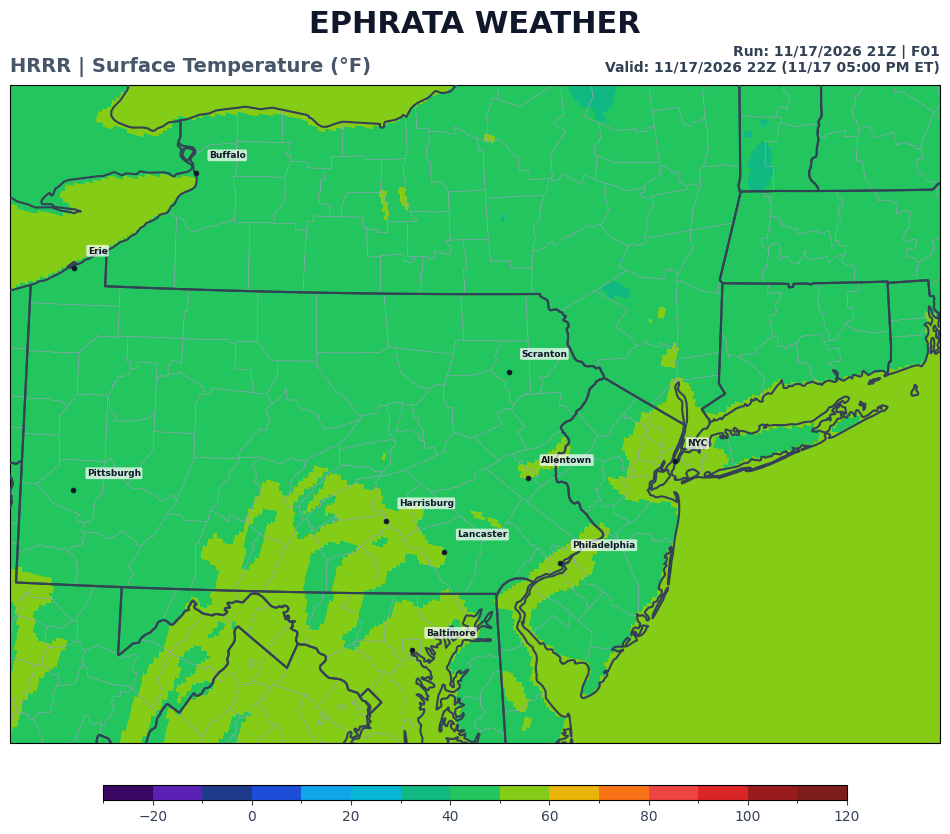 EPHRATA WEATHER
HRRR | Surface Temperature (°F)
Run: 11/17/2026 21Z | F01
Valid: 11/17/2026 22Z (11/17 05:00 PM ET)
Buffalo
Erie
Scranton
NYC
Allentown
Pittsburgh
Harrisburg
Lancaster
Philadelphia
Baltimore
−20 0 20 40 60 80 100 120